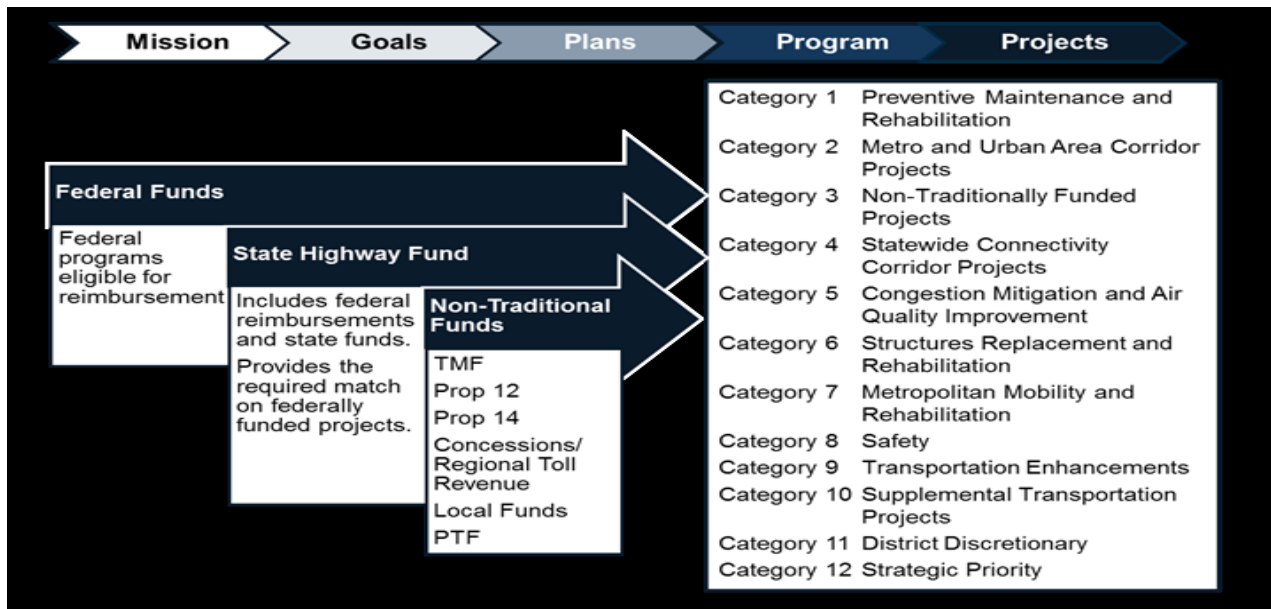 Mission Goals Plans Program Projects
Federal Funds
Federal
programs
eligible for
reimbursement
State Highway Fund
Includes federal
reimbursements
and state funds.
Provides the
required match
on federally
funded projects.
Non-Traditional
Funds
TMF
Prop 12
Prop 14
Concessions/
Regional Toll
Revenue
Local Funds
PTF
Category 1 Preventive Maintenance and
Rehabilitation
Category 2 Metro and Urban Area Corridor
Projects
Category 3 Non-Traditionally Funded
Projects
Category 4 Statewide Connectivity
Corridor Projects
Category 5 Congestion Mitigation and Air
Quality Improvement
Category 6 Structures Replacement and
Rehabilitation
Category 7 Metropolitan Mobility and
Rehabilitation
Category 8 Safety
Category 9 Transportation Enhancements
Category 10 Supplemental Transportation
Projects
Category 11 District Discretionary
Category 12 Strategic Priority